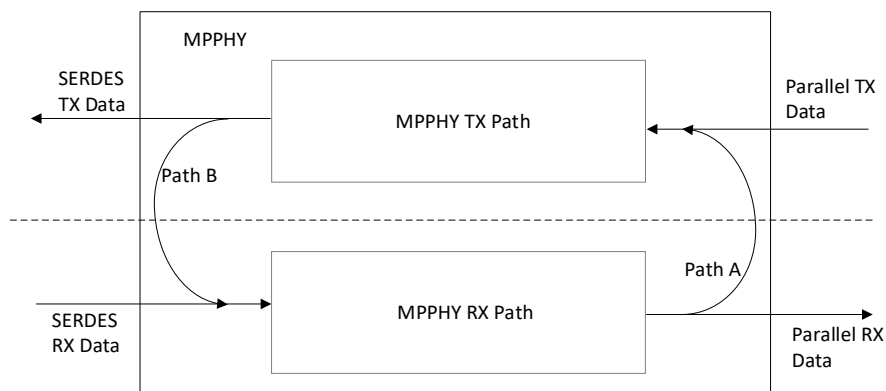 MPPHY
SERDES
TX Data
MPPHY TX Path
Parallel TX
Data
Path B
Path A
SERDES
RX Data
MPPHY RX Path
Parallel RX
Data